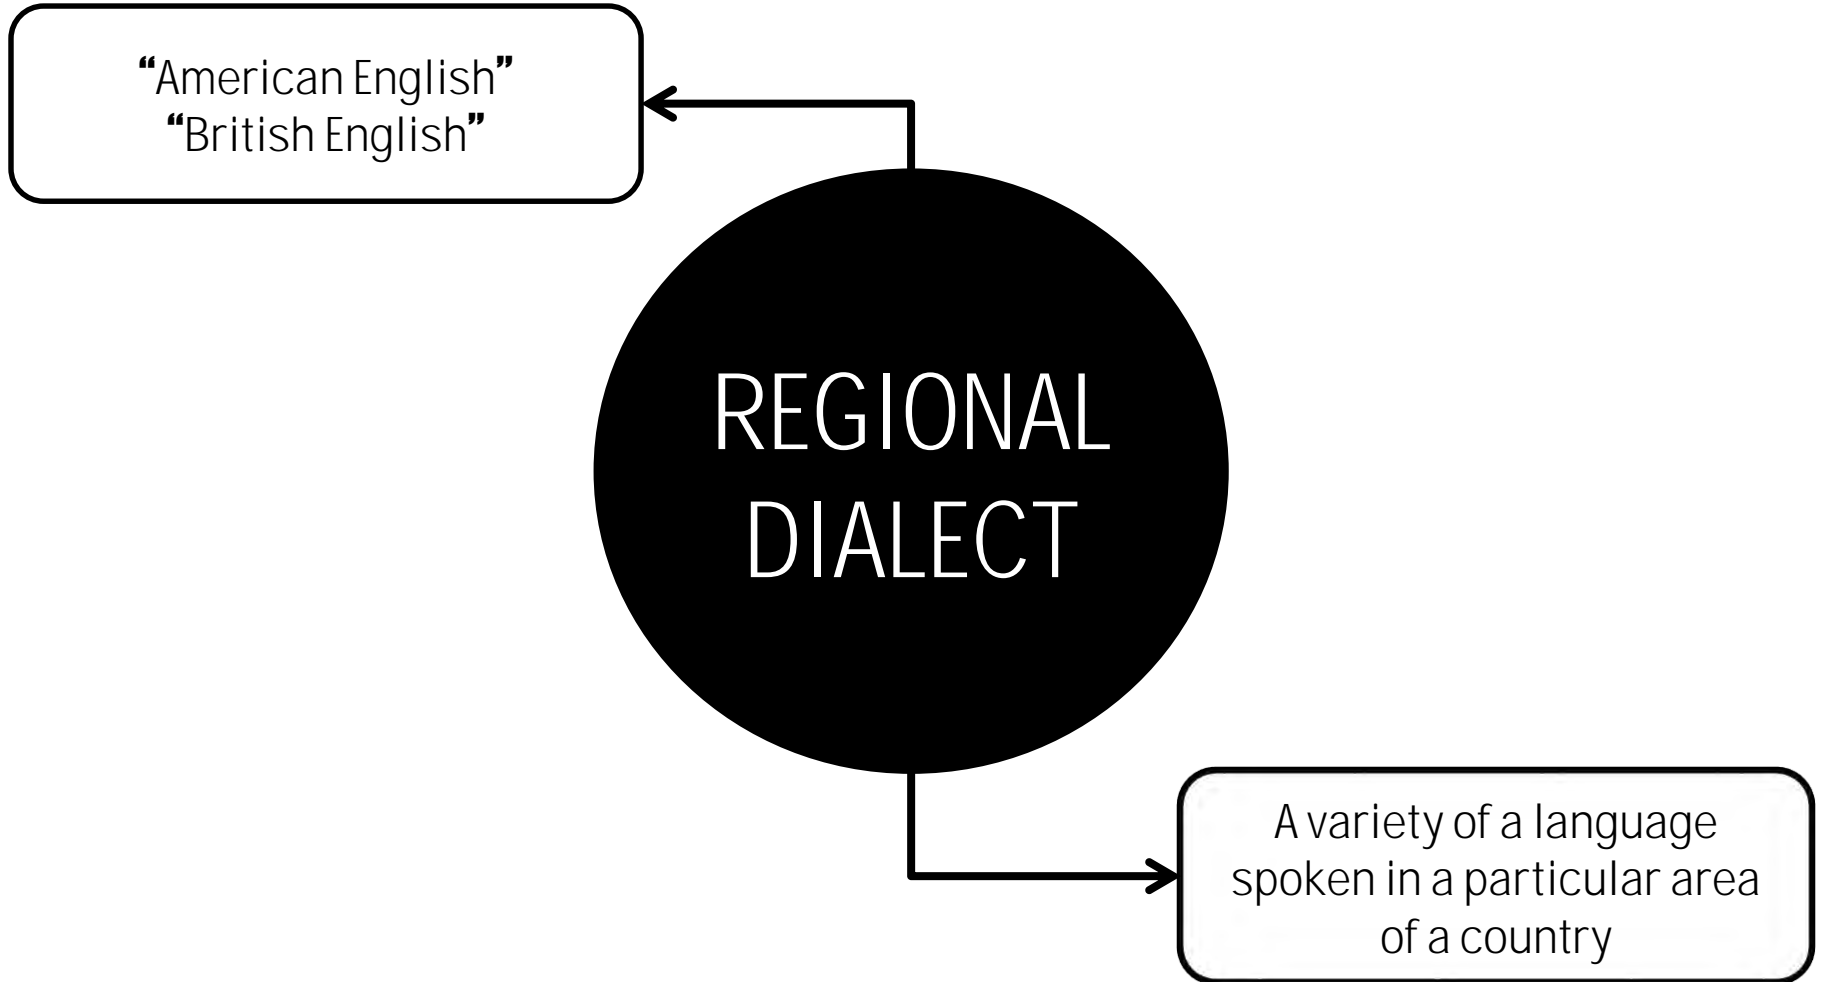 “American English”
“British English”
REGIONAL
DIALECT
A variety of a language
spoken in a particular area
of a country